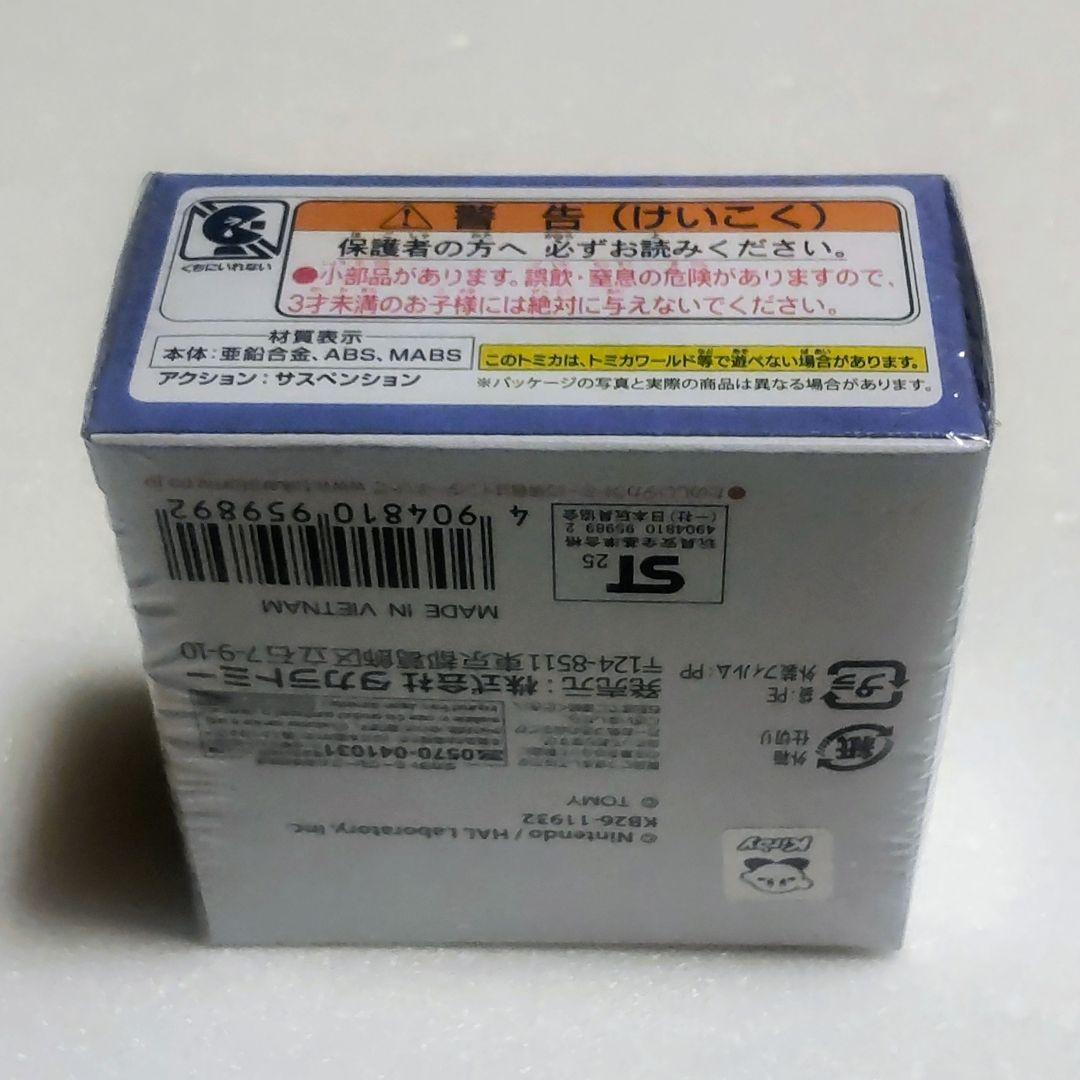 くちにいれない
警告(けいこく)
保護者の方へ 必ずお読みください。
●小部品があります。誤飲・窒息の危険がありますので、
3才未満のお子様には絶対に与えないでください。
材質表示
本体:亜鉛合金、ABS、MABS
アクション:サスペンション
このトミカは、トミカワールド等で遊べない場合があります。
※パッケージの写真と実際の商品は異なる場合があります。
Kirby
© Nintendo / HAL Laboratory, Inc.
KB26-11932
© TOMY
紙
外箱
仕切り
プラ
袋:PE
外装フィルム:PP
0570-041031
発売元:株式会社タカラトミー
〒124-8511東京都葛飾区立石7-9-10
MADE IN VIETNAM
ST
25
玩具安全基準合格
4904810 95989 2
(一社)日本玩具協会
4 904810 959892